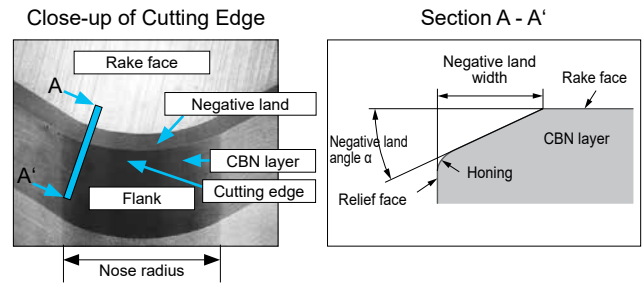 Close-up of Cutting Edge
Rake face
A
Negative land
CBN layer
A'
Cutting edge
Flank
Nose radius
Section A - A‘
Negative land
width
Rake face
Negative land
angle α
CBN layer
Honing
Relief face